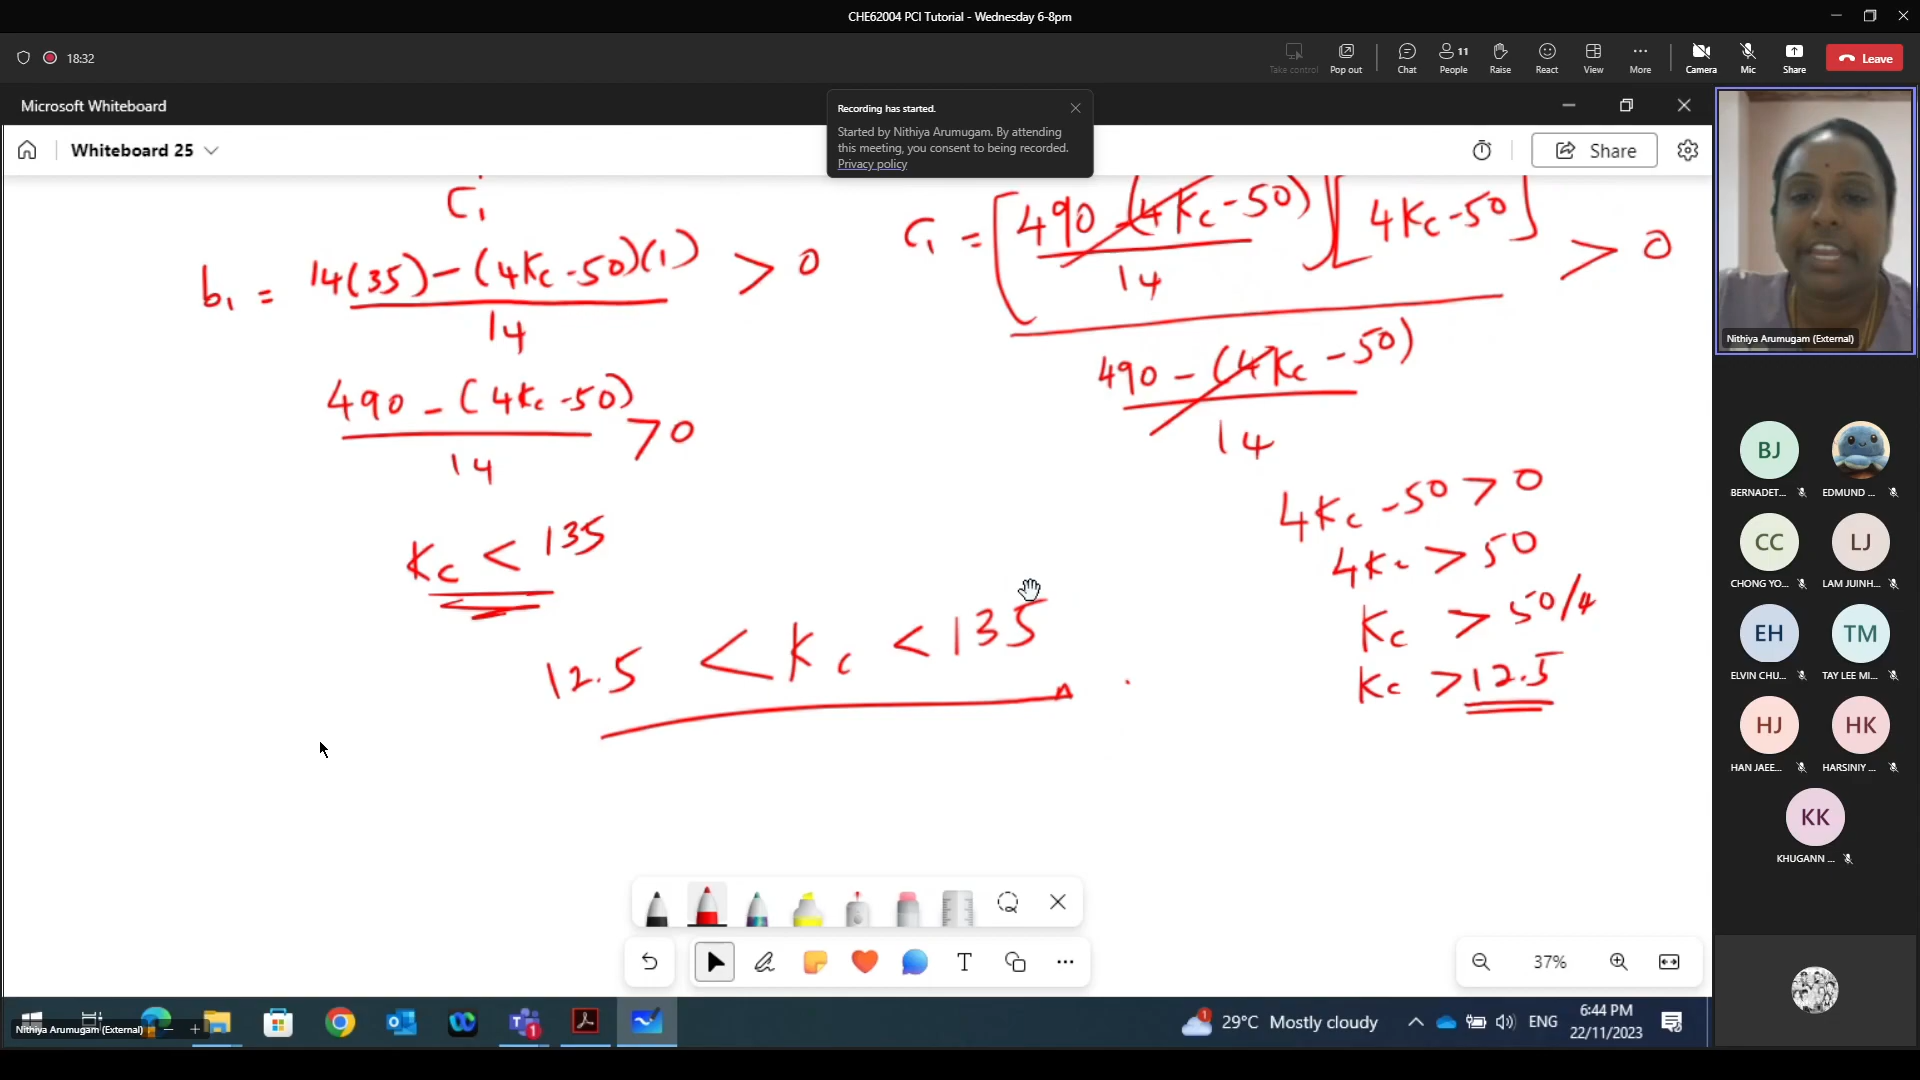 CHE62004 PCI Tutorial - Wednesday 6-8pm
18:32
Take control
Pop out
Chat
11
People
Raise
React
View
More
Camera
Mic
Share
Leave
Microsoft Whiteboard
Recording has started.
Started by Nithiya Arumugam. By attending
this meeting, you consent to being recorded.
Privacy policy
Whiteboard 25
Share
C₁
b₁ = 14(35) - (4Kc - 50)(1) > 0
14
490 - (4Kc - 50) > 0
14
Kc < 135
C₁ = [490 - (4Kc - 50)] [4Kc - 50] > 0
14
490 - (4Kc - 50)
14
4Kc - 50 > 0
4Kc > 50
Kc > 50/4
Kc > 12.5
12.5 < Kc < 135
Nithiya Arumugam (External)
BJ
BERNADET...
EDMUND ...
CC
CHONG YO...
LJ
LAM JUINH...
EH
ELVIN CHU...
TM
TAY LEE MI...
HJ
HAN JAEE...
HK
HARSINIY ...
KK
KHUGANN ...
T
37%
Nithiya Arumugam (External)
1
1
29°C Mostly cloudy
ENG
6:44 PM
22/11/2023